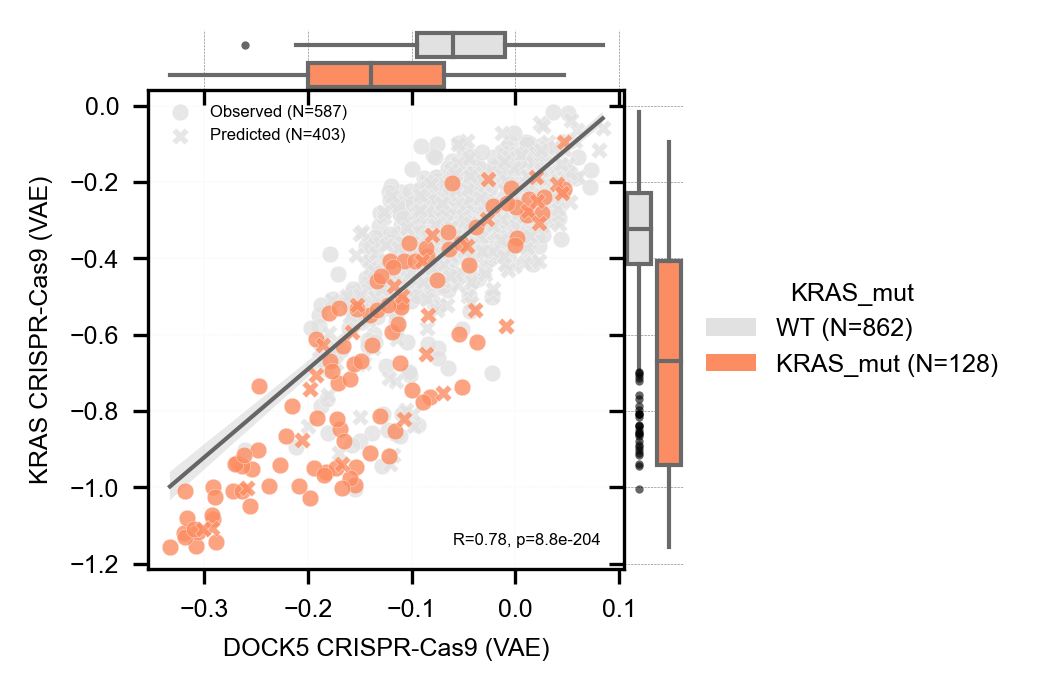 Observed (N=587)
Predicted (N=403)
0.0
−0.2
−0.4
−0.6
−0.8
−1.0
−1.2
KRAS CRISPR-Cas9 (VAE)
R=0.78, p=8.8e-204
−0.3
−0.2
−0.1
0.0
0.1
DOCK5 CRISPR-Cas9 (VAE)
KRAS_mut
WT (N=862)
KRAS_mut (N=128)